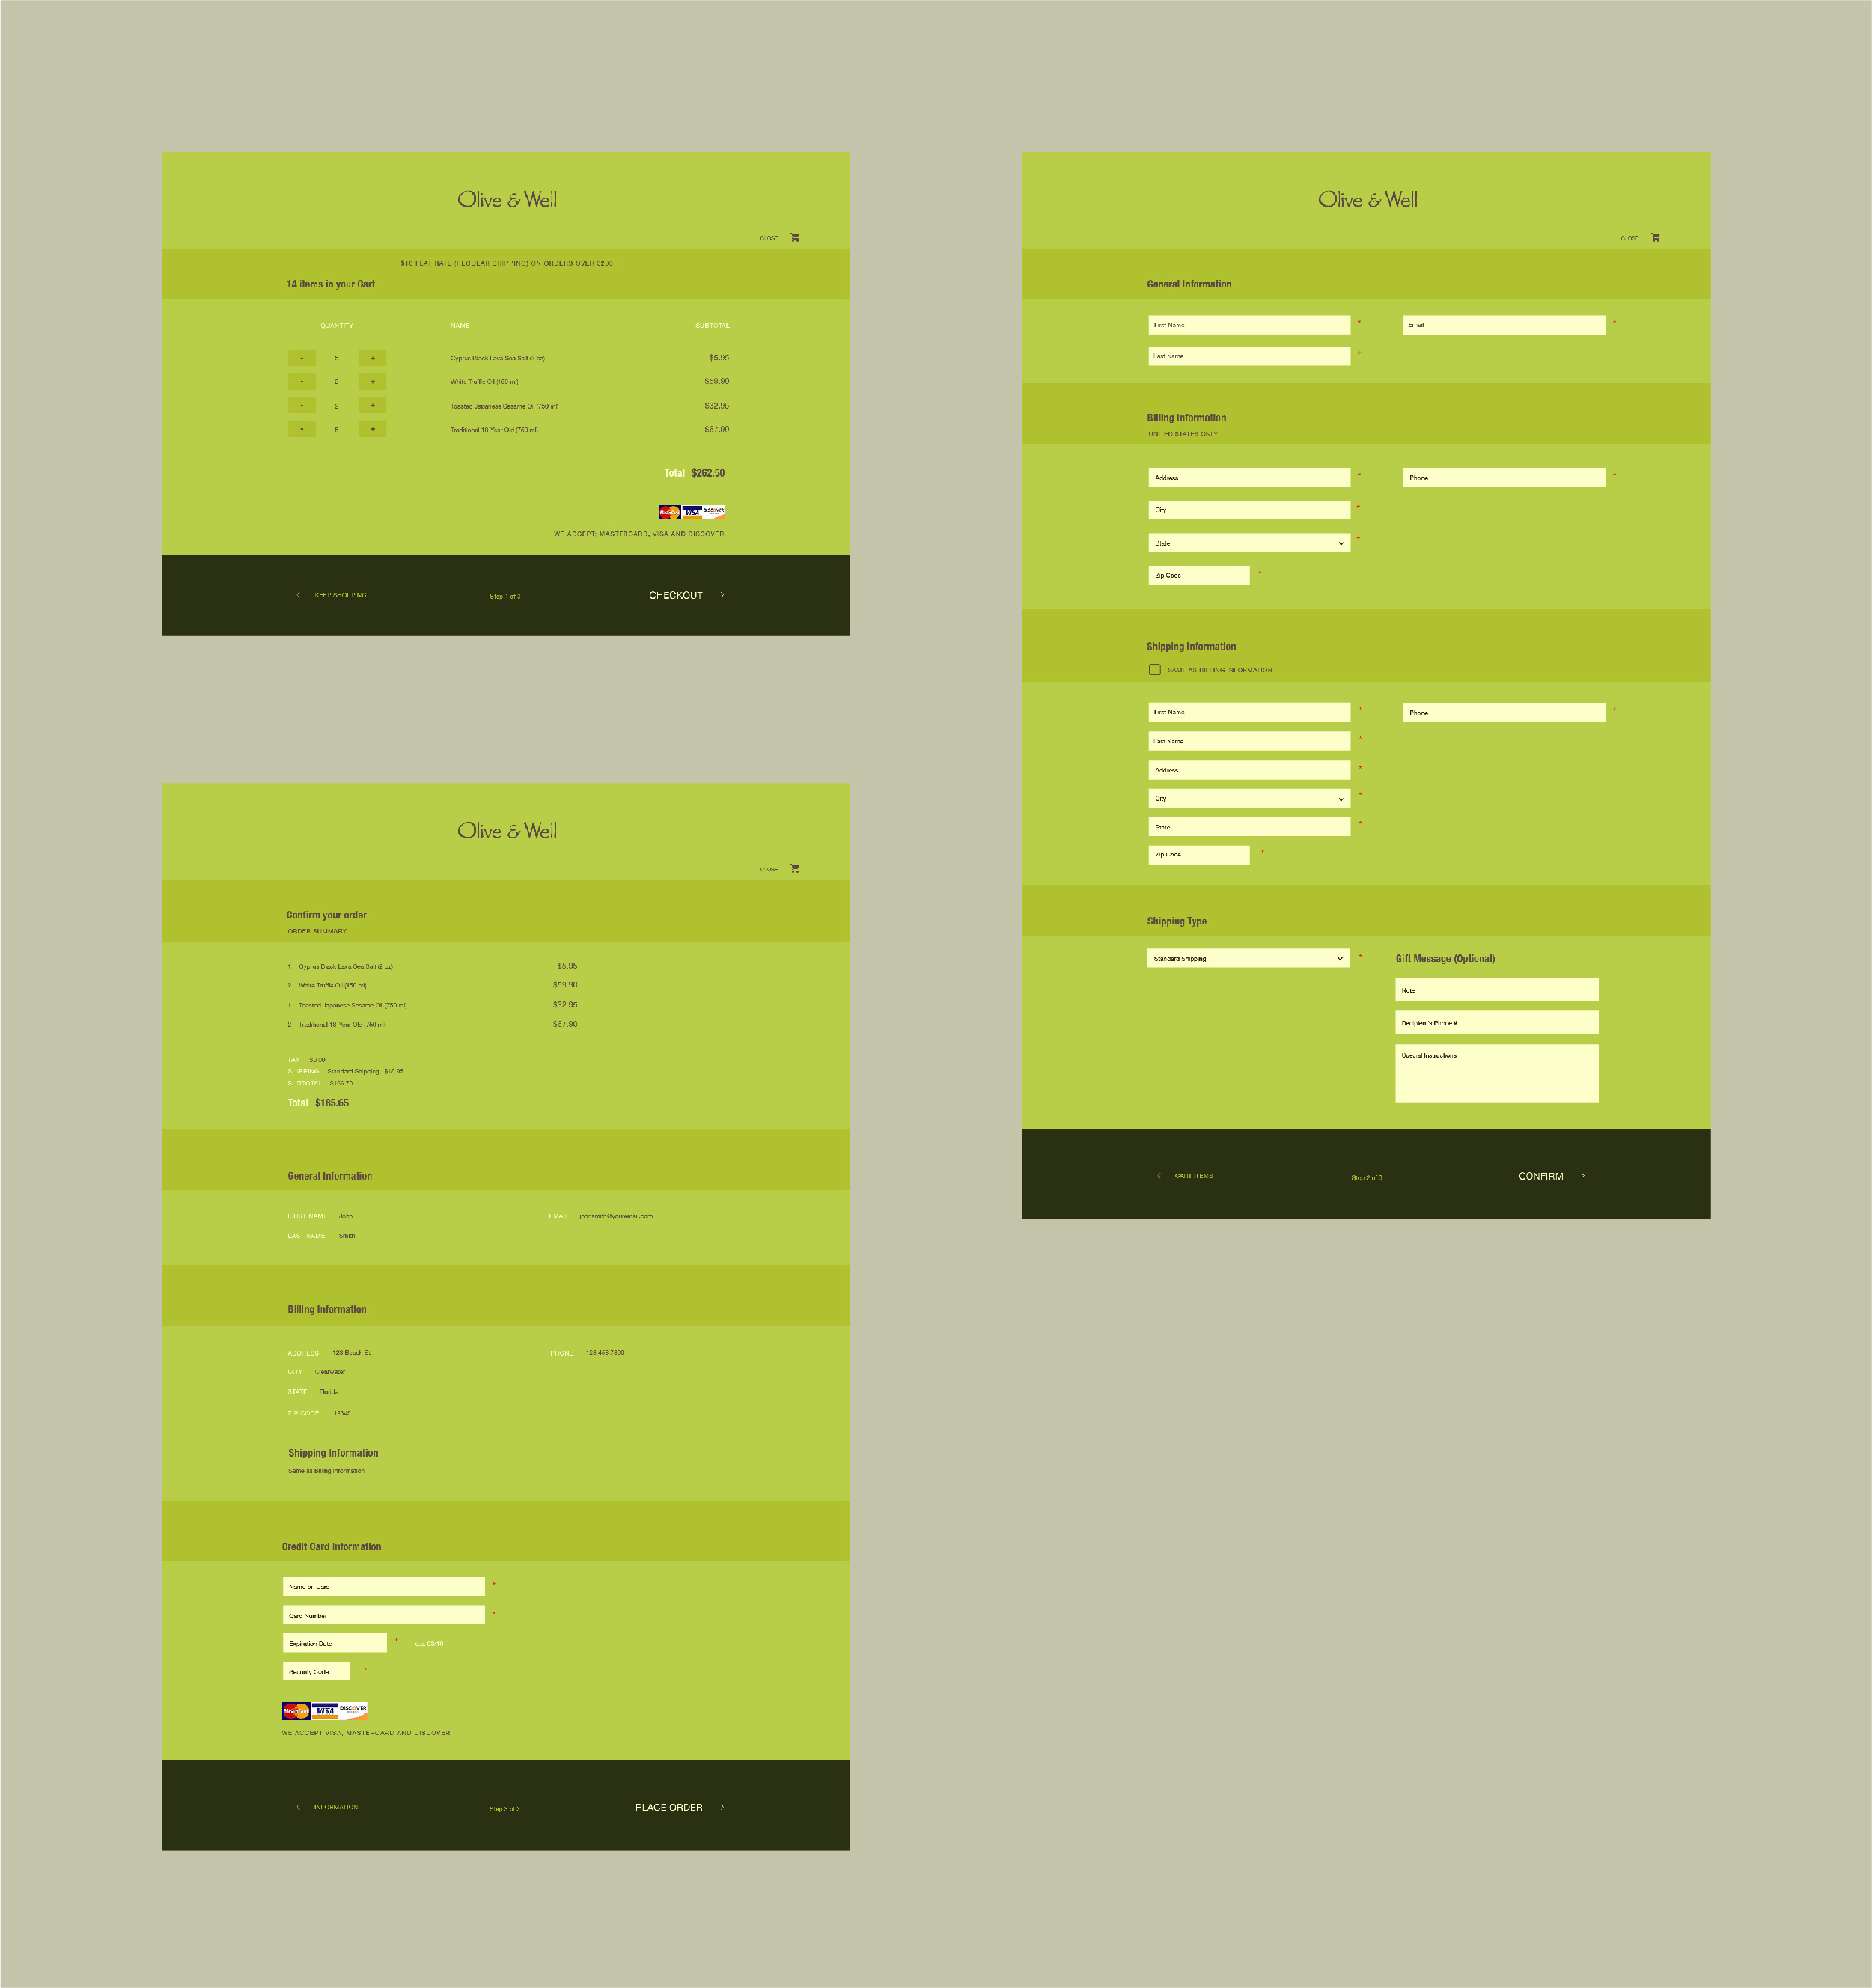 Olive & Well
CLOSE
$10 FLAT RATE (REGULAR SHIPPING) ON ORDERS OVER $200
14 items in your Cart
QUANTITY NAME SUBTOTAL
- 5 + Cyprus Black Lava Sea Salt (2 oz) $5.95
- 2 + White Truffle Oil (150 ml) $59.90
- 2 + Toasted Japanese Sesame Oil (750 ml) $32.95
- 5 + Traditional 18-Year Old (750 ml) $67.90
Total $262.50
MasterCard VISA DISCOVER
WE ACCEPT; MASTERCARD, VISA AND DISCOVER
KEEP SHOPPING Step 1 of 3 CHECKOUT
Olive & Well
CLOSE
General Information
First Name * Email *
Last Name *
Billing Information
UNITED STATES ONLY
Address * Phone *
City *
State *
Zip Code *
Shipping Information
SAME AS BILLING INFORMATION
First Name * Phone *
Last Name *
Address *
City *
State *
Zip Code *
Shipping Type
Standard Shipping *
Gift Message (Optional)
Note
Recipient's Phone #
Special Instructions
CART ITEMS Step 2 of 3 CONFIRM
Olive & Well
CLOSE
Confirm your order
ORDER SUMMARY
1 Cyprus Black Lava Sea Salt (2 oz) $5.95
2 White Truffle Oil (150 ml) $59.90
1 Toasted Japanese Sesame Oil (750 ml) $32.95
2 Traditional 18-Year Old (750 ml) $67.90
TAX $0.00
SHIPPING Standard Shipping :
SUBTOTAL $166.70
Total $185.65
General Information
FIRST NAME John EMAIL
LAST NAME Smith
Billing Information
ADDRESS 123 Beach St. PHONE 123 456 7890
CITY Clearwater
STATE Florida
ZIP CODE 12345
Shipping Information
Same as Billing Information
Credit Card Information
Name on Card *
Card Number *
Expiration Date * e.g.
Security Code *
MasterCard VISA DISCOVER
WE ACCEPT VISA, MASTERCARD AND DISCOVER
INFORMATION Step 3 of 3 PLACE ORDER